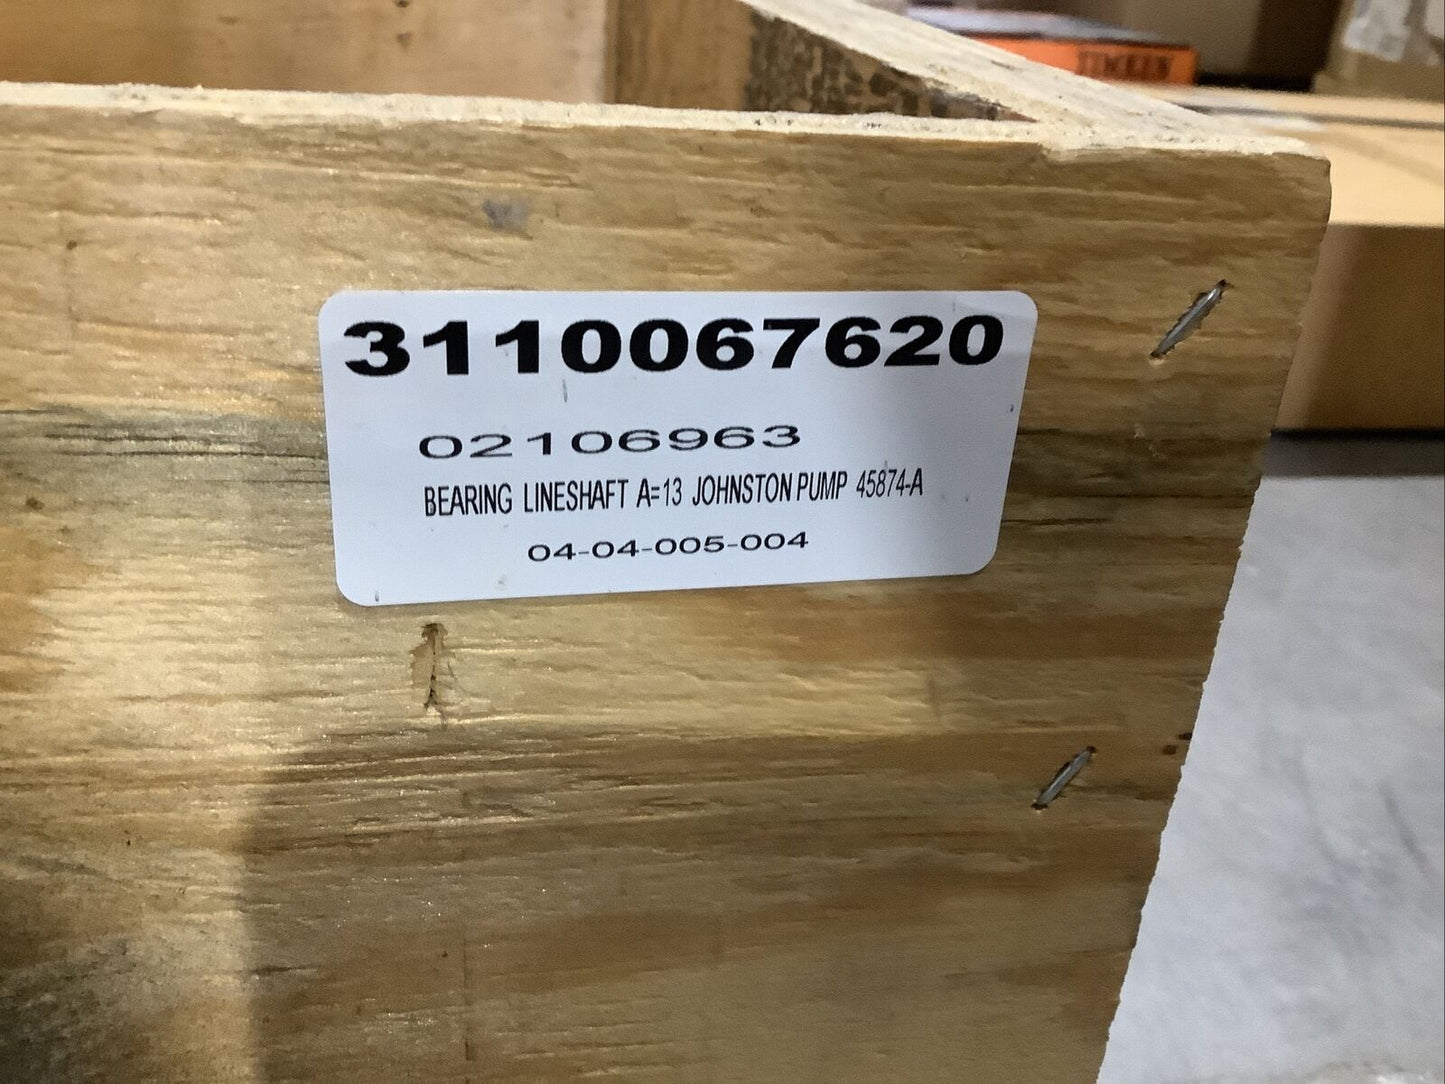 TIMKEN
3110067620
02106963
BEARING LINESHAFT A=13 JOHNSTON PUMP 45874-A
04-04-005-004